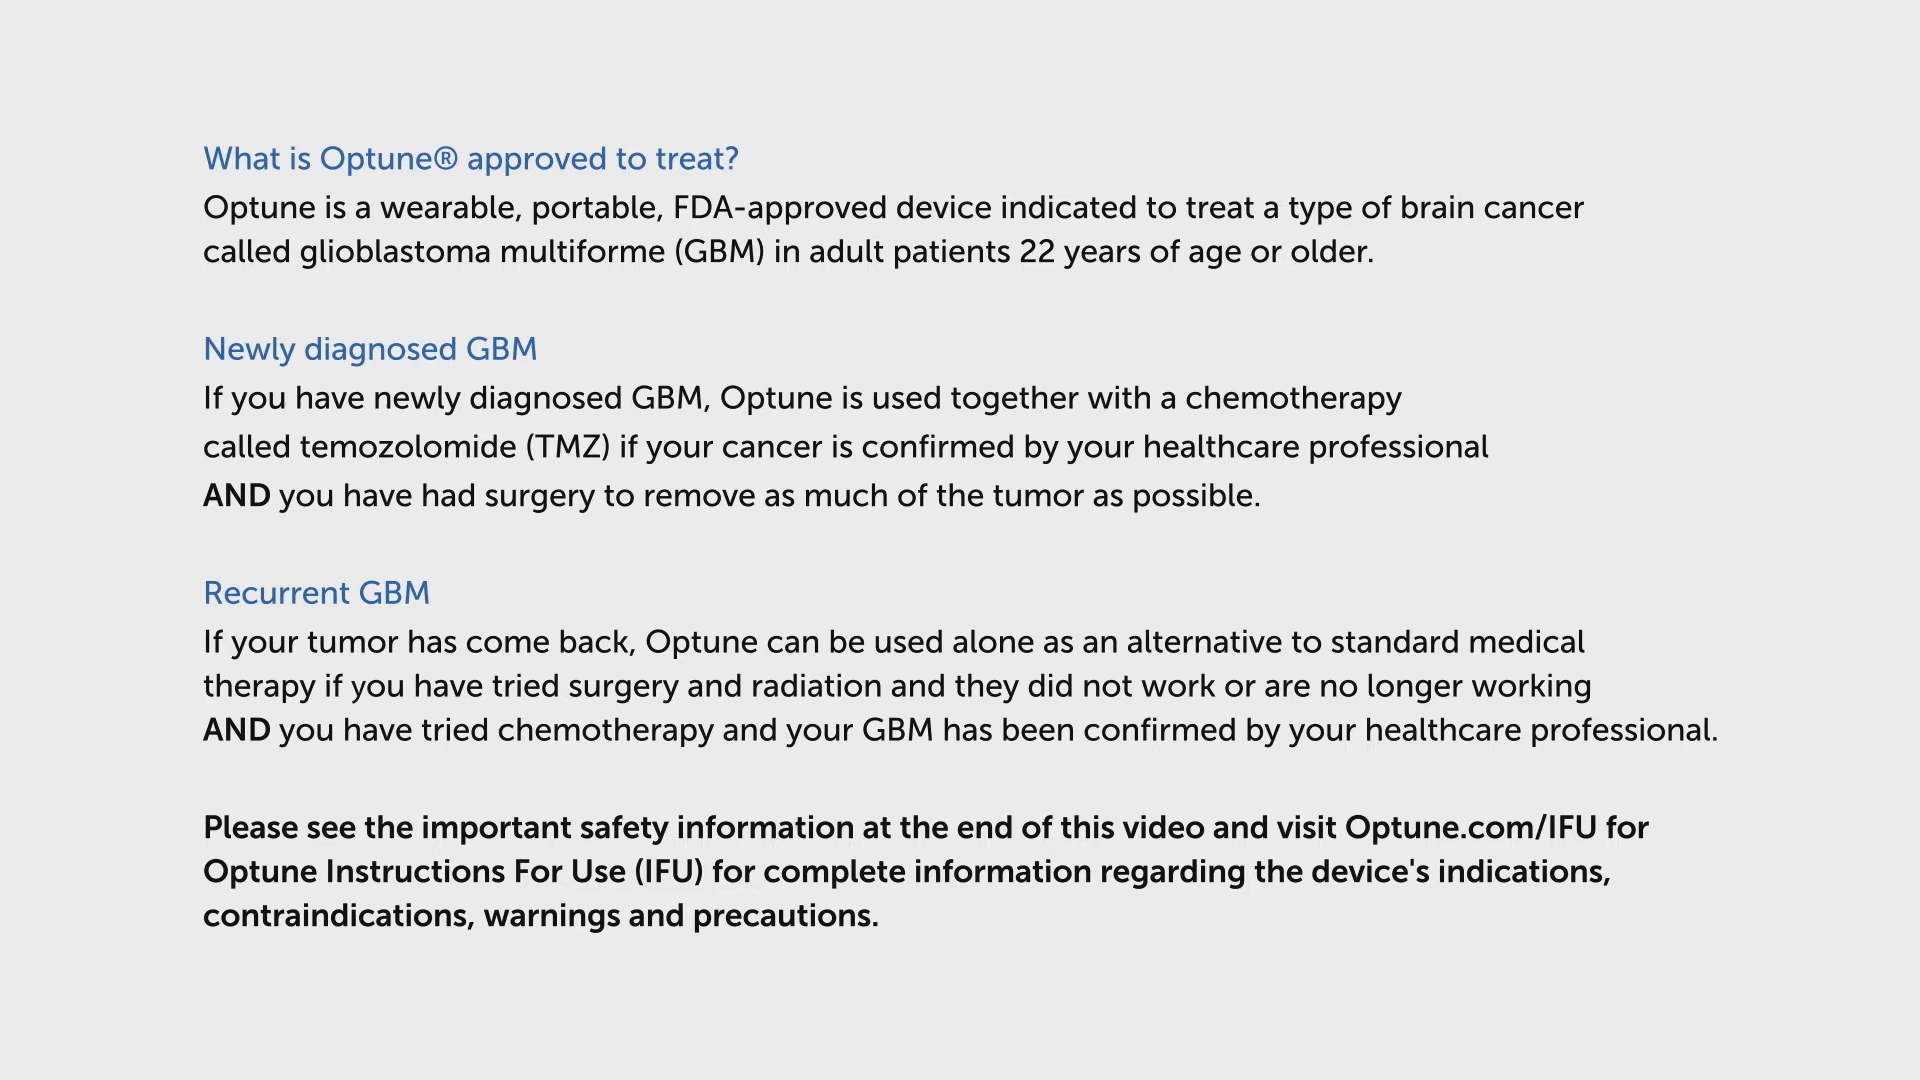 What is Optune® approved to treat?
Optune is a wearable, portable, FDA-approved device indicated to treat a type of brain cancer
called glioblastoma multiforme (GBM) in adult patients 22 years of age or older.
Newly diagnosed GBM
If you have newly diagnosed GBM, Optune is used together with a chemotherapy
called temozolomide (TMZ) if your cancer is confirmed by your healthcare professional
AND you have had surgery to remove as much of the tumor as possible.
Recurrent GBM
If your tumor has come back, Optune can be used alone as an alternative to standard medical
therapy if you have tried surgery and radiation and they did not work or are no longer working
AND you have tried chemotherapy and your GBM has been confirmed by your healthcare professional.
Please see the important safety information at the end of this video and visit Optune.com/IFU for
Optune Instructions For Use (IFU) for complete information regarding the device's indications,
contraindications, warnings and precautions.